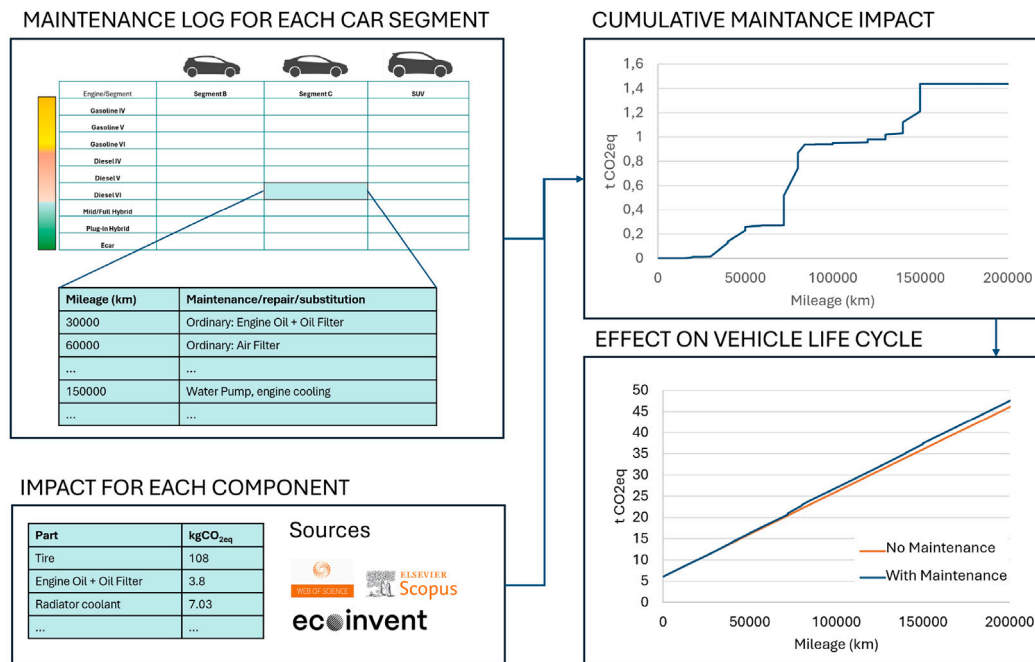 MAINTENANCE LOG FOR EACH CAR SEGMENT
Engine/Segment Segment B Segment C SUV
Gasoline IV
Gasoline V
Gasoline VI
Diesel IV
Diesel V
Diesel VI
Mild/Full Hybrid
Plug-in Hybrid
Ecar
Mileage (km) Maintenance/repair/substitution
30000 Ordinary: Engine Oil + Oil Filter
60000 Ordinary: Air Filter
... ...
150000 Water Pump, engine cooling
... ...
IMPACT FOR EACH COMPONENT
Part kgCO2eq
Tire 108
Engine Oil + Oil Filter 3.8
Radiator coolant 7.03
... ...
Sources
WEB OF SCIENCE
ELSEVIER
Scopus
ecoinvent
CUMULATIVE MAINTANCE IMPACT
1,6
1,4
1,2
1
0,8
0,6
0,4
0,2
0
t CO2eq
0 50000 100000 150000 200000
Mileage (km)
EFFECT ON VEHICLE LIFE CYCLE
50
45
40
35
30
25
20
15
10
5
0
t CO2eq
No Maintenance
With Maintenance
0 50000 100000 150000 200000
Mileage (km)